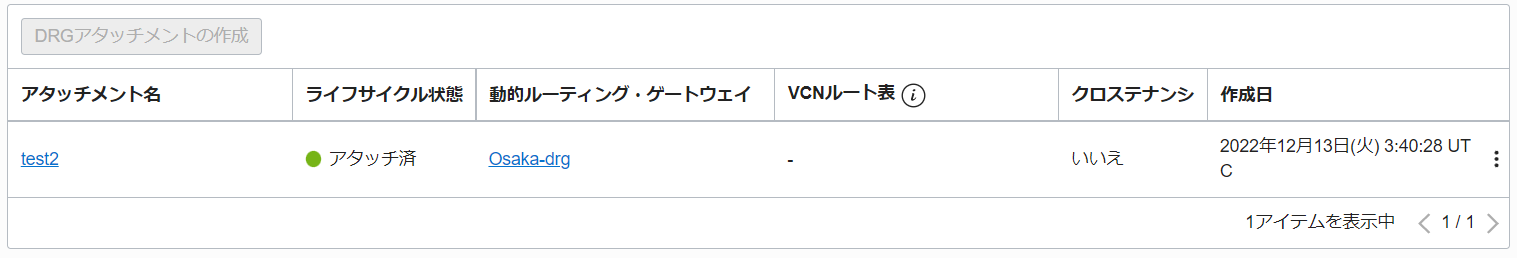 DRGアタッチメントの作成
アタッチメント名 ライフサイクル状態 動的ルーティング・ゲートウェイ VCNルート表 i クロステナンシ 作成日
test2 アタッチ済 Osaka-drg - いいえ 2022年12月13日(火) 3:40:28 UT
C
1アイテムを表示中 1 / 1